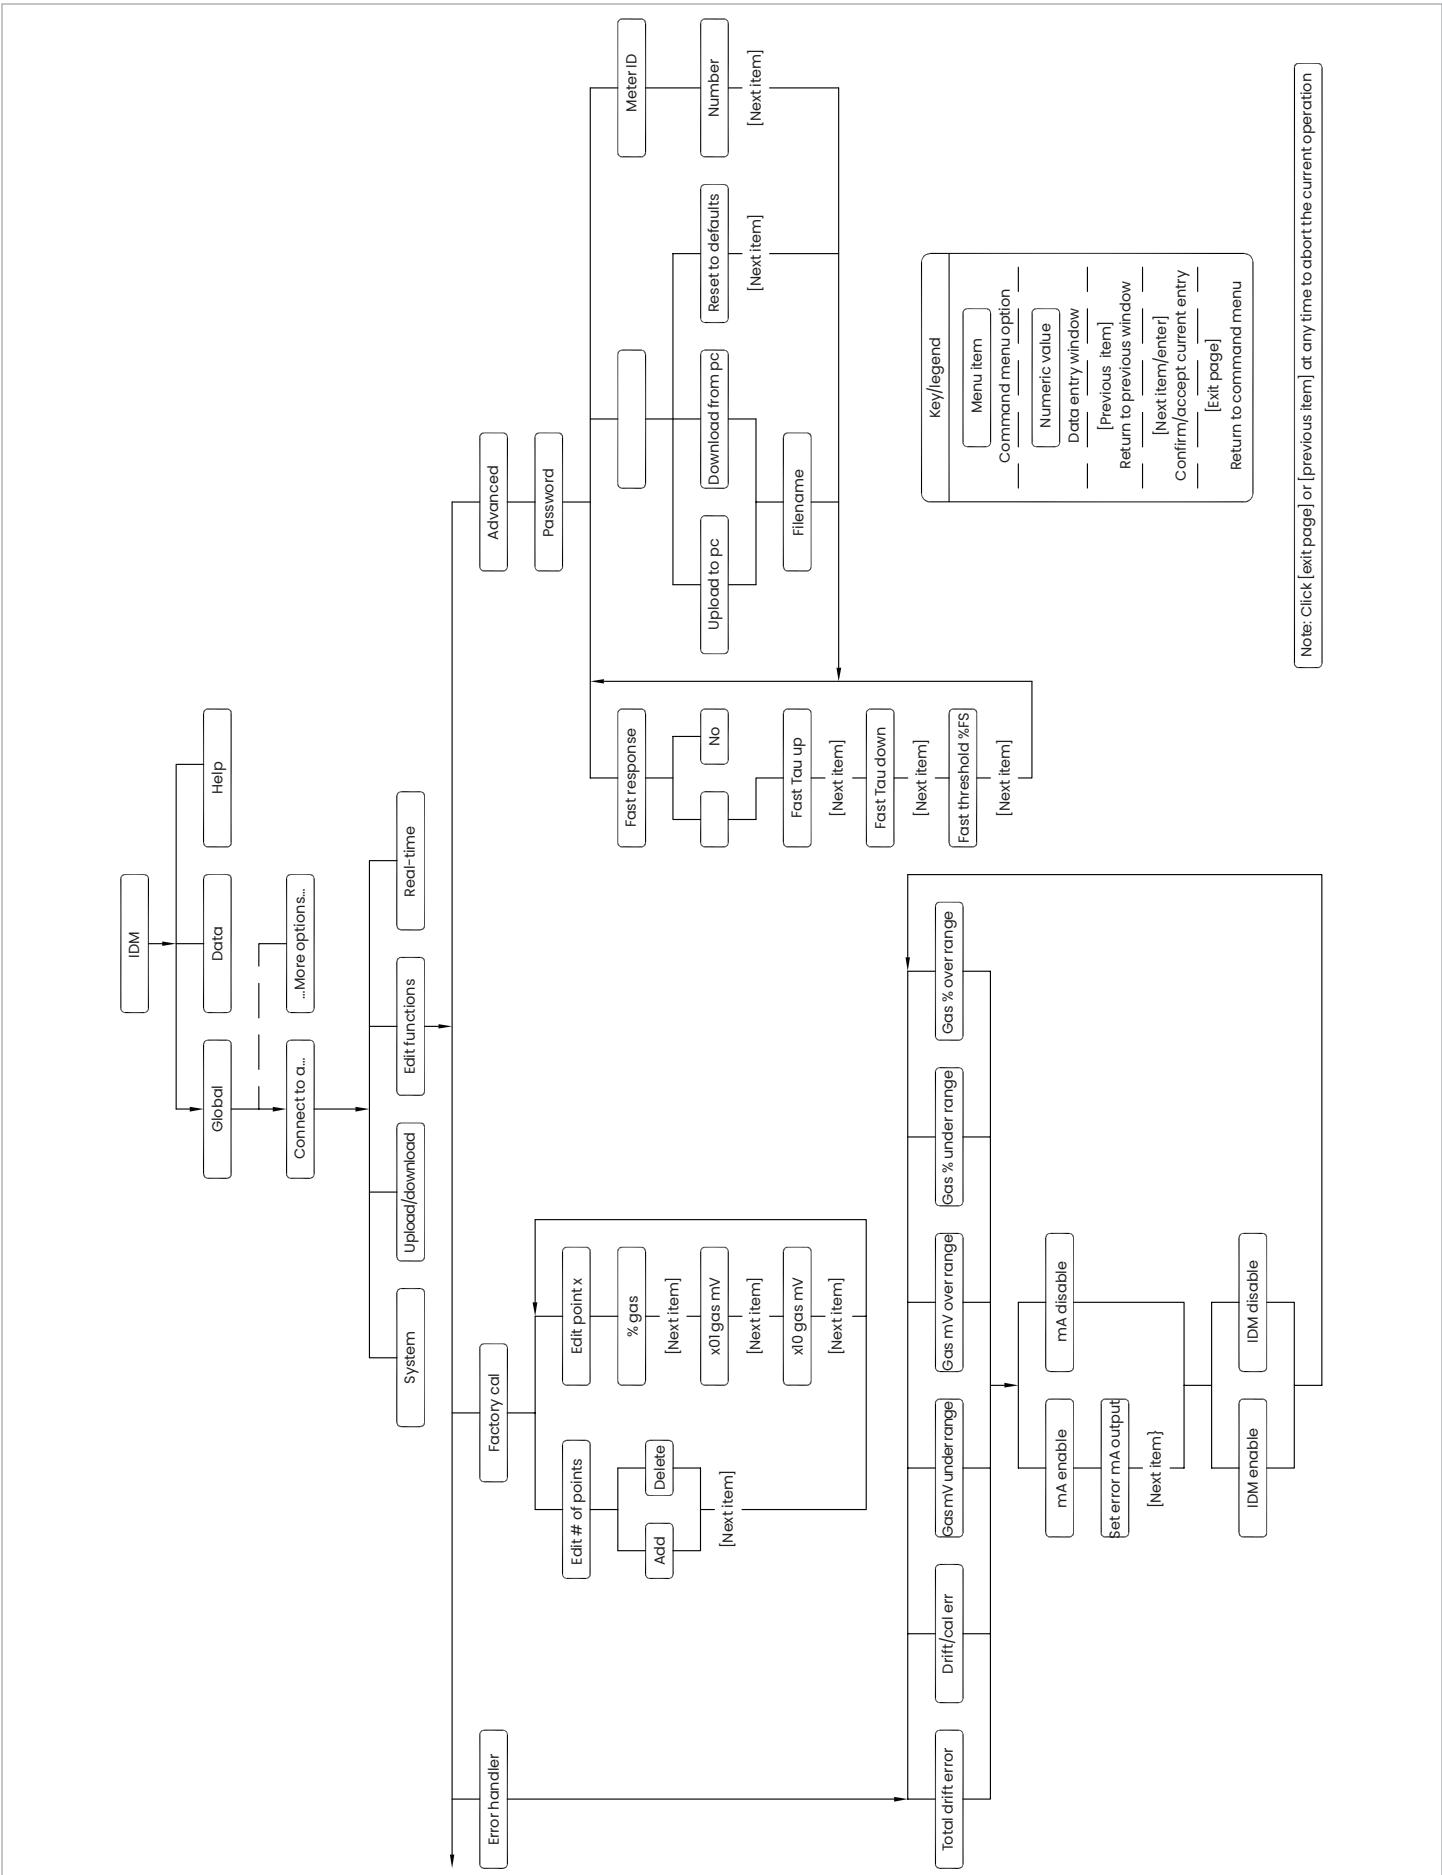 IDM
Global
Data
Help
Connect to a...
...More options...
System
Upload/download
Edit functions
Real-time
Error handler
Factory cal
Advanced
Password
Edit # of points
Add
Delete
[Next item]
Edit point x
% gas
[Next item]
x01 gas mV
[Next item]
x10 gas mV
[Next item]
Fast response
No
Fast Tau up
[Next item]
Fast Tau down
[Next item]
Fast threshold %FS
[Next item]
Upload to pc
Download from pc
Reset to defaults
[Next item]
Filename
Meter ID
Number
[Next item]
Total drift error
Drift/cal err
Gas mV under range
Gas mV over range
Gas % under range
Gas % over range
mA enable
mA disable
Set error mA output
[Next item}
IDM enable
IDM disable
Key/legend
Menu item
Command menu option
Numeric value
Data entry window
[Previous item]
Return to previous window
[Next item/enter]
Confirm/accept current entry
[Exit page]
Return to command menu
Note: Click [exit page] or [previous item] at any time to abort the current operation